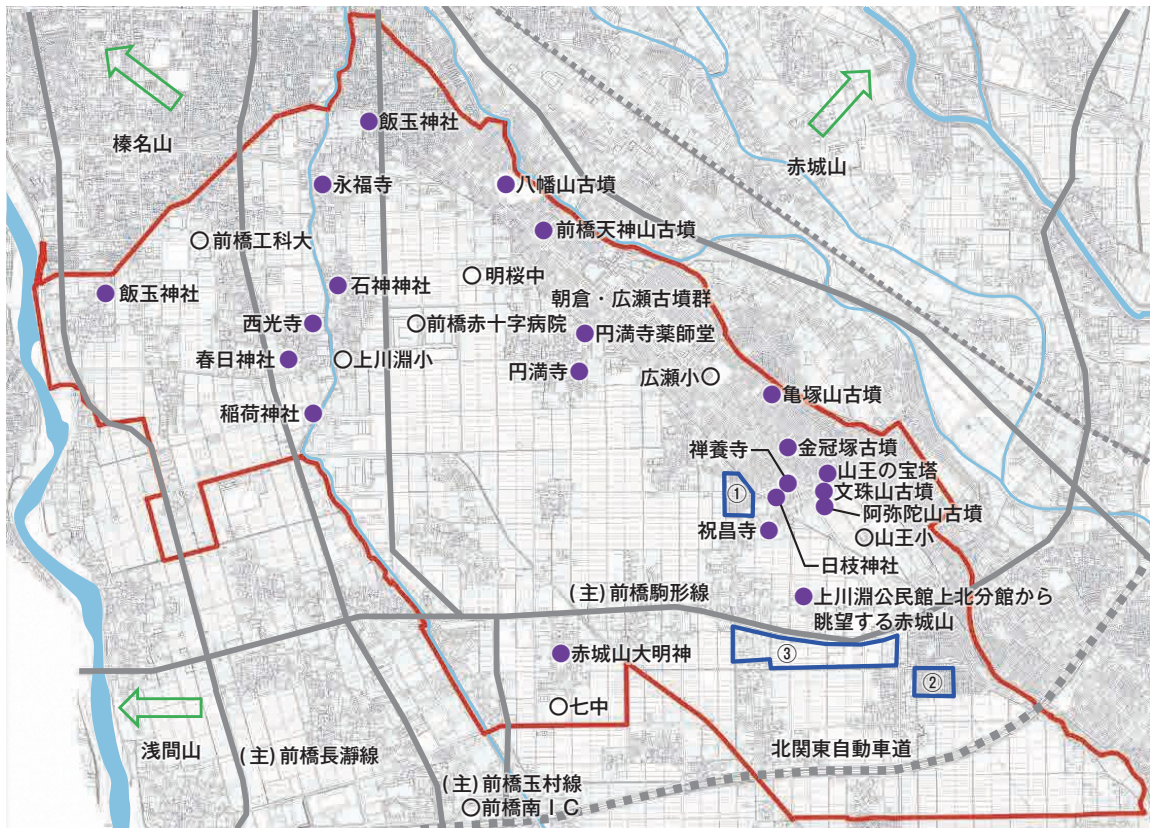 飯玉神社
榛名山
赤城山
永福寺
八幡山古墳
前橋天神山古墳
前橋工科大
明桜中
石神神社
飯玉神社
朝倉・広瀬古墳群
西光寺
前橋赤十字病院
円満寺薬師堂
春日神社
上川淵小
円満寺
広瀬小
亀塚山古墳
稲荷神社
禅養寺
金冠塚古墳
山王の宝塔
①
文珠山古墳
阿弥陀山古墳
祝昌寺
山王小
日枝神社
(主)前橋駒形線
上川淵公民館上北分館から
眺望する赤城山
赤城山大明神
③
②
七中
浅間山
(主)前橋長瀞線
北関東自動車道
(主)前橋玉村線
前橋南IC